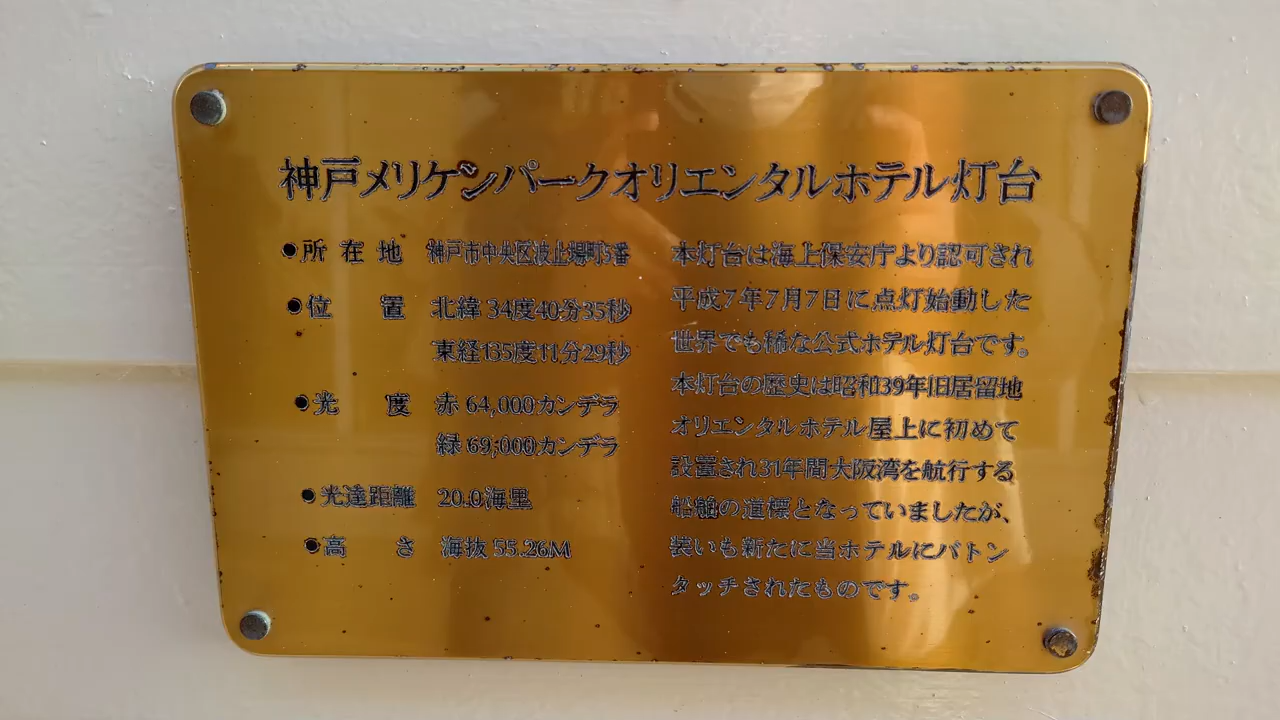 神戸メリケンパークオリエンタルホテル灯台
●所在地 神戸市中央区波止場町5番
●位置 北緯 34度40分35秒
東経135度11分29秒
●光度 赤 64,000カンデラ
緑 69,000カンデラ
●光達距離 20.0海里
●高さ 海抜 55.26M
本灯台は海上保安庁より認可され
平成7年7月7日に点灯始動した
世界でも稀な公式ホテル灯台です。
本灯台の歴史は昭和39年旧居留地
オリエンタルホテル屋上に初めて
設置され31年間大阪湾を航行する
船舶の道標となっていましたが、
装いも新たに当ホテルにバトン
タッチされたものです。